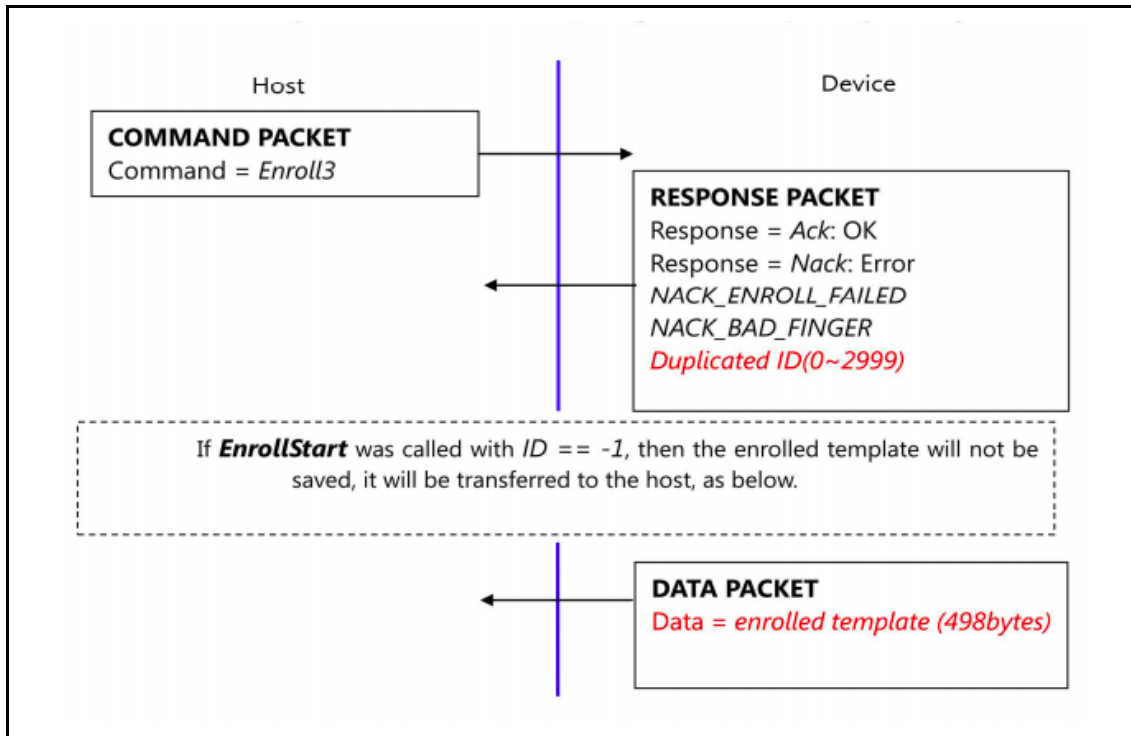 Host
Device
COMMAND PACKET
Command = Enroll3
RESPONSE PACKET
Response = Ack: OK
Response = Nack: Error
NACK_ENROLL_FAILED
NACK_BAD_FINGER
Duplicated ID(0~2999)
If EnrollStart was called with ID == -1, then the enrolled template will not be
saved, it will be transferred to the host, as below.
DATA PACKET
Data = enrolled template (498bytes)